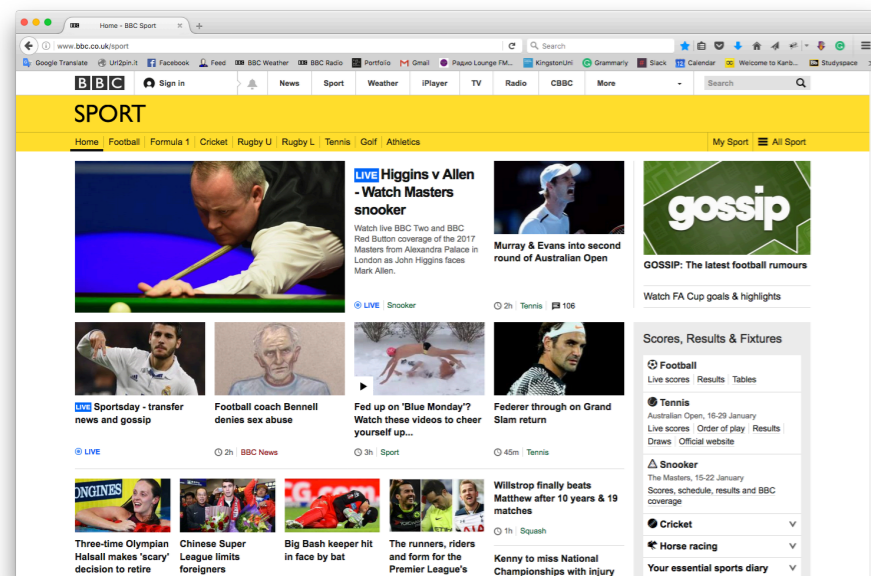 Home - BBC Sport
www.bbc.co.uk/sport
Search
Google Translate Url2pin.it Facebook Feed BBC Weather BBC Radio Portfolio Gmail Радио Lounge FM... KingstonUni Grammarly Slack Calendar Welcome to Kanb... Studyspace
BBC Sign in News Sport Weather iPlayer TV Radio CBBC More Search
SPORT
Home Football Formula 1 Cricket Rugby U Rugby L Tennis Golf Athletics My Sport All Sport
LIVE Higgins v Allen
- Watch Masters
snooker
Watch live BBC Two and BBC
Red Button coverage of the 2017
Masters from Alexandra Palace in
London as John Higgins faces
Mark Allen.
LIVE Snooker
Murray & Evans into second
round of Australian Open
2h Tennis 106
gossip
GOSSIP: The latest football rumours
Watch FA Cup goals & highlights
LIVE Sportsday - transfer
news and gossip
LIVE
Football coach Bennell
denies sex abuse
2h BBC News
Fed up on 'Blue Monday'?
Watch these videos to cheer
yourself up...
3h Sport
Federer through on Grand
Slam return
45m Tennis
Scores, Results & Fixtures
Football
Live scores Results Tables
Tennis
Australian Open, 16-29 January
Live scores Order of play Results
Draws Official website
Snooker
The Masters, 15-22 January
Scores, schedule, results and BBC
coverage
Cricket
Horse racing
Your essential sports diary
ONGINES
Three-time Olympian
Halsall makes 'scary'
decision to retire
Chinese Super
League limits
foreigners
Big Bash keeper hit
in face by bat
The runners, riders
and form for the
Premier League's
Willstrop finally beats
Matthew after 10 years & 19
matches
1h Squash
Kenny to miss National
Championships with injury